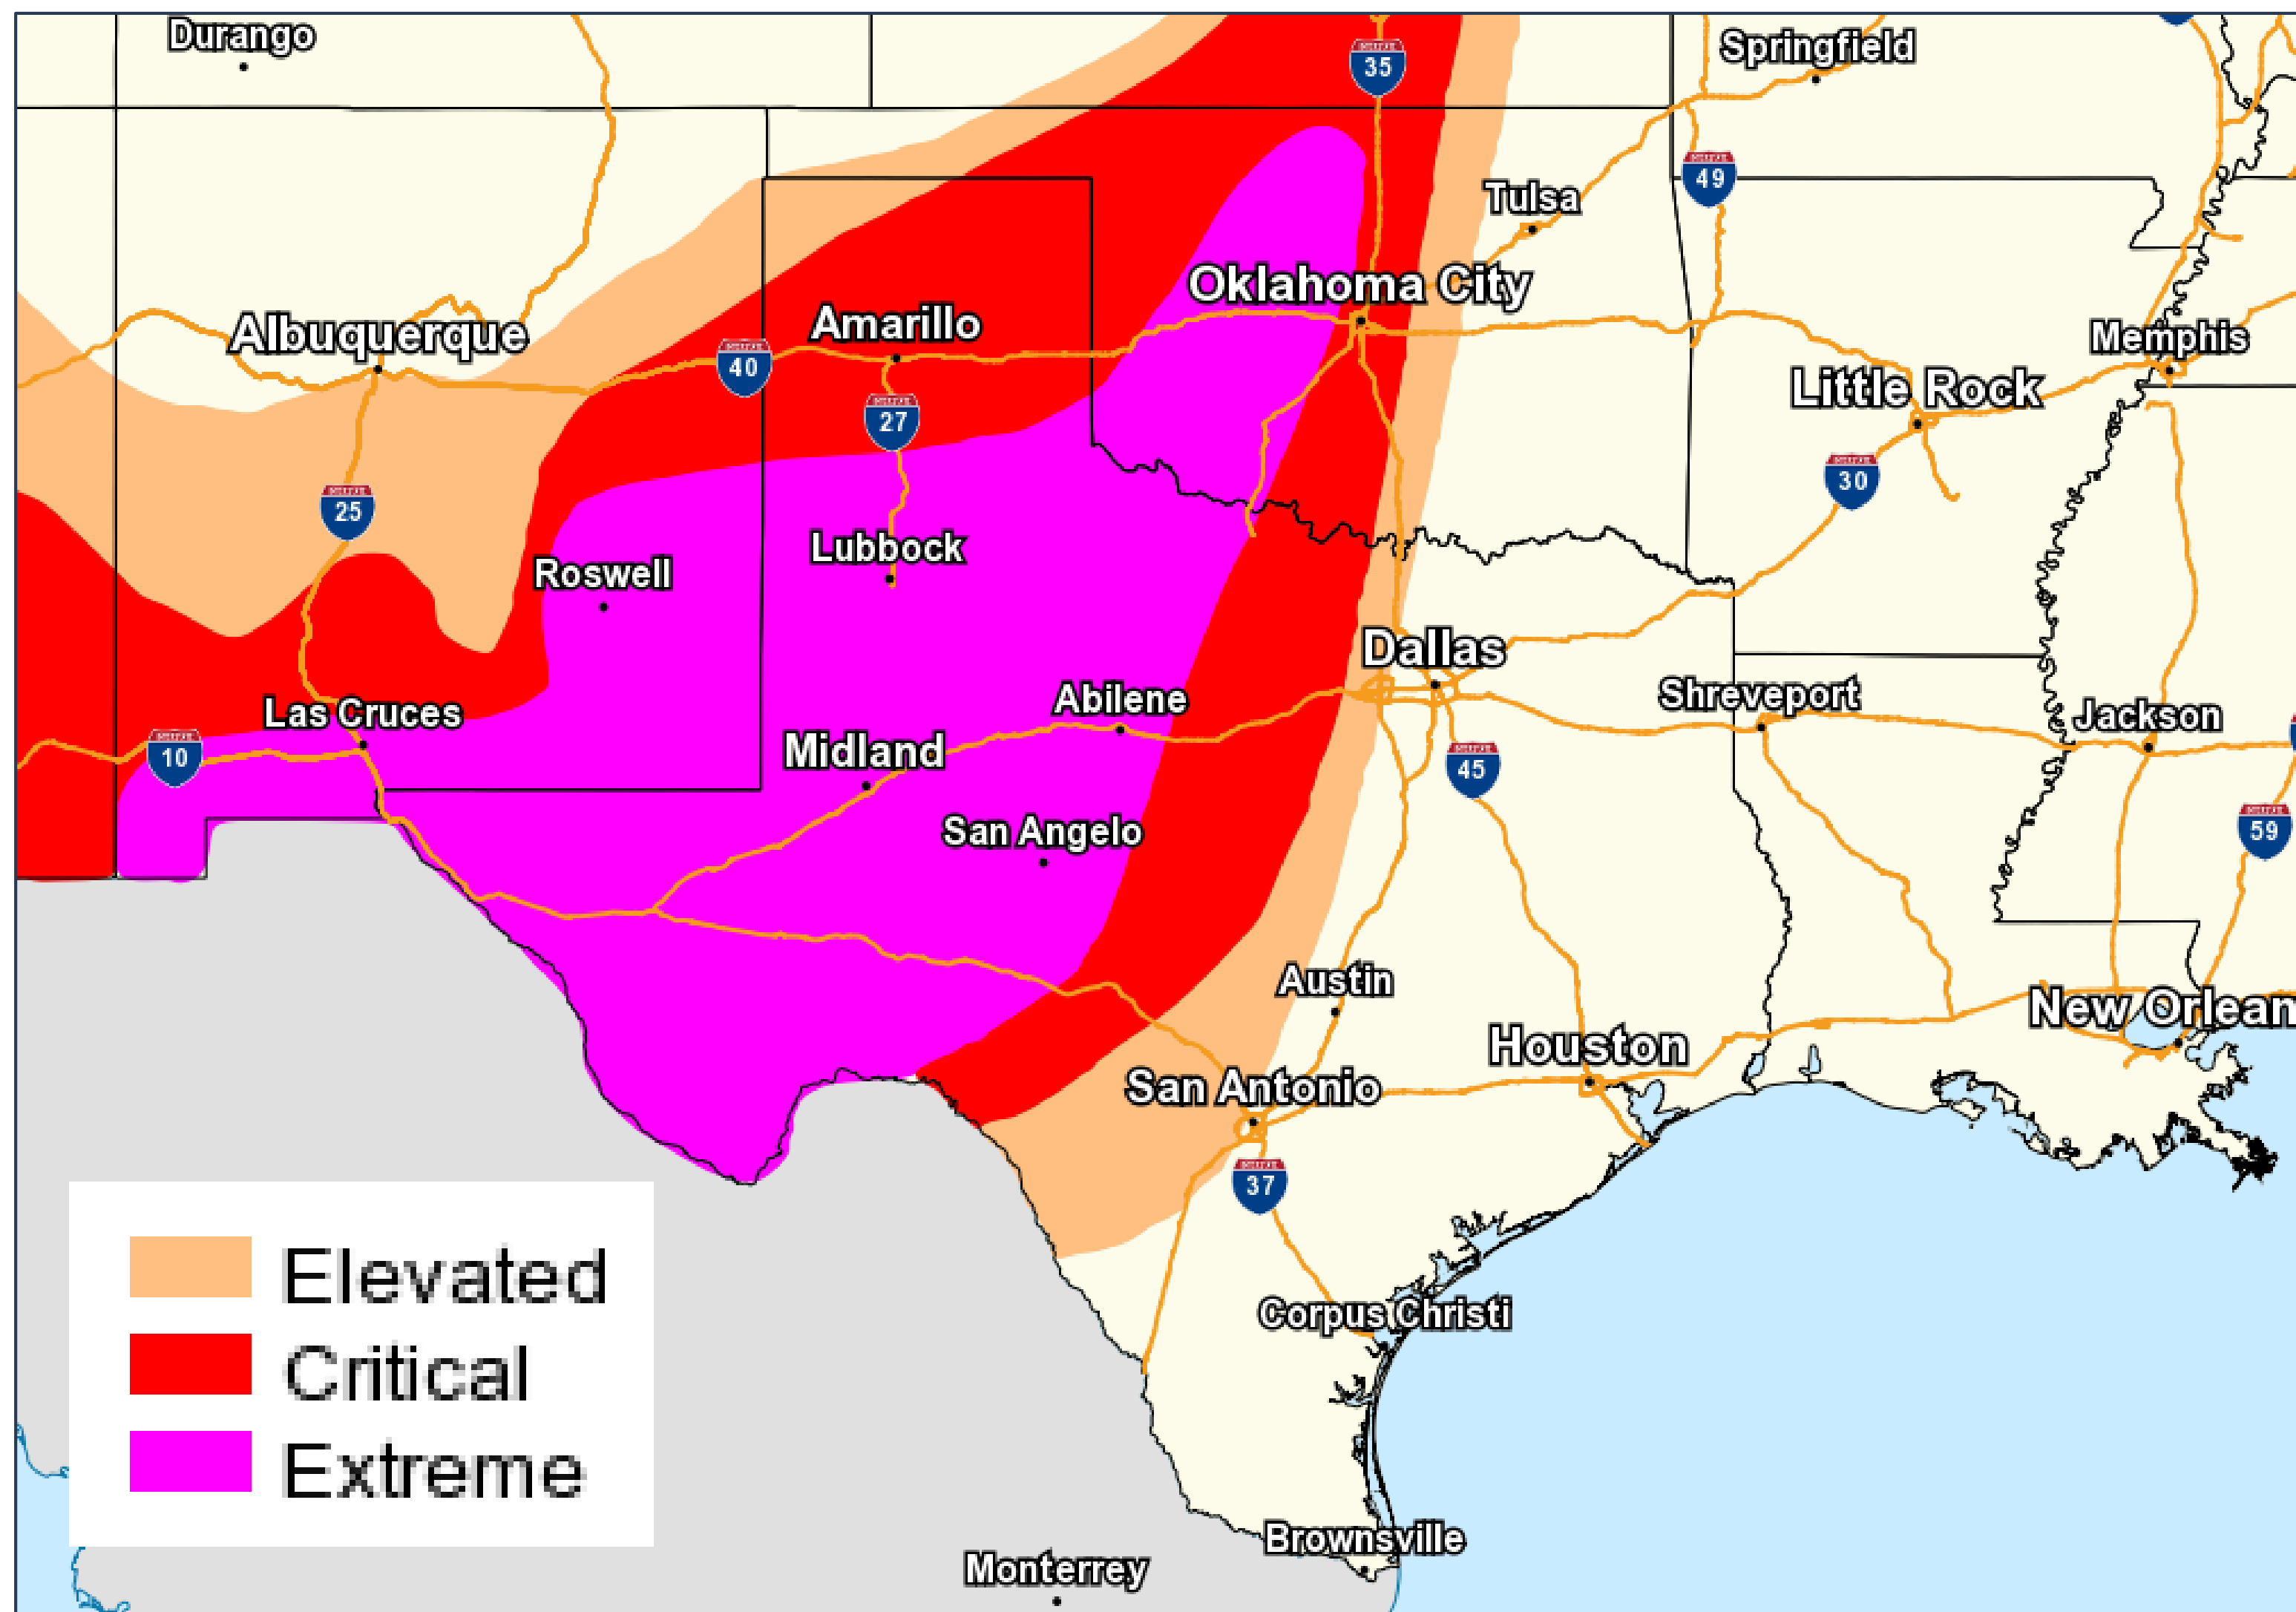 Durango
Springfield
35
49
Tulsa
Oklahoma City
Albuquerque
Amarillo
Memphis
40
Little Rock
27
30
25
Lubbock
Roswell
Dallas
Shreveport
Abilene
Las Cruces
Jackson
Midland
10
45
San Angelo
59
Austin
New Orlean
Houston
San Antonio
37
Elevated
Corpus Christi
Critical
Extreme
Brownsville
Monterrey